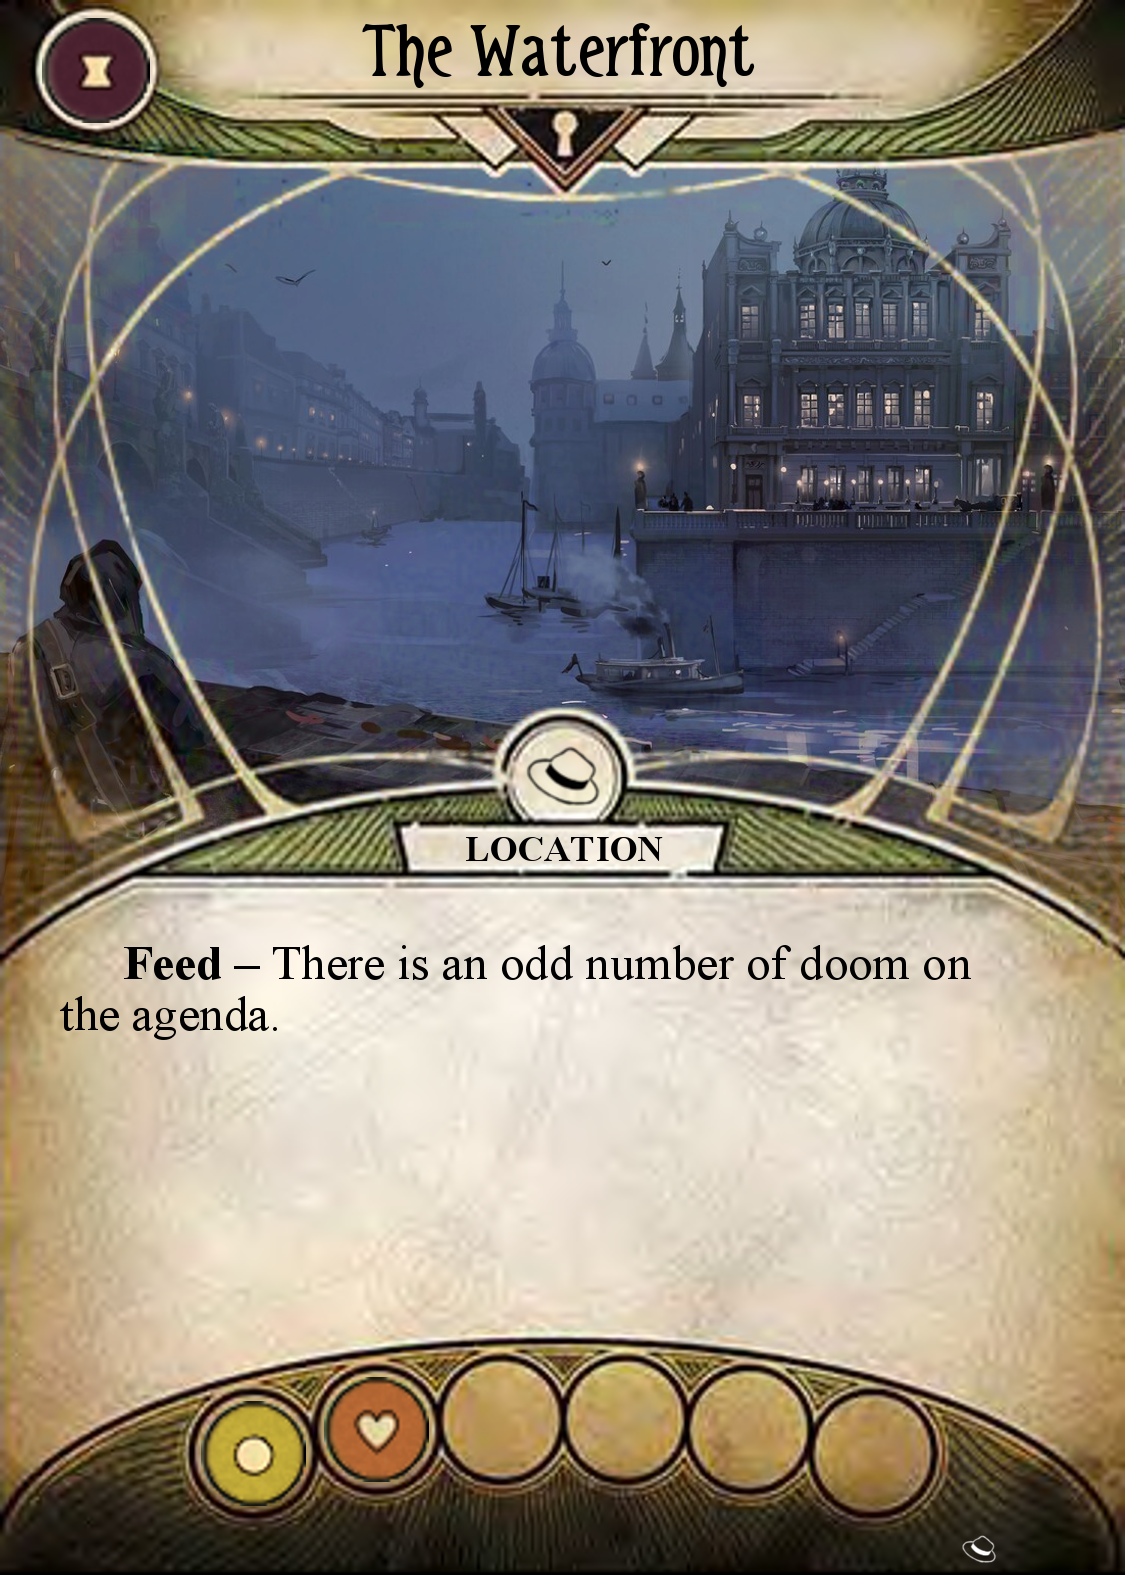 The Waterfront
LOCATION
Feed – There is an odd number of doom on
the agenda.